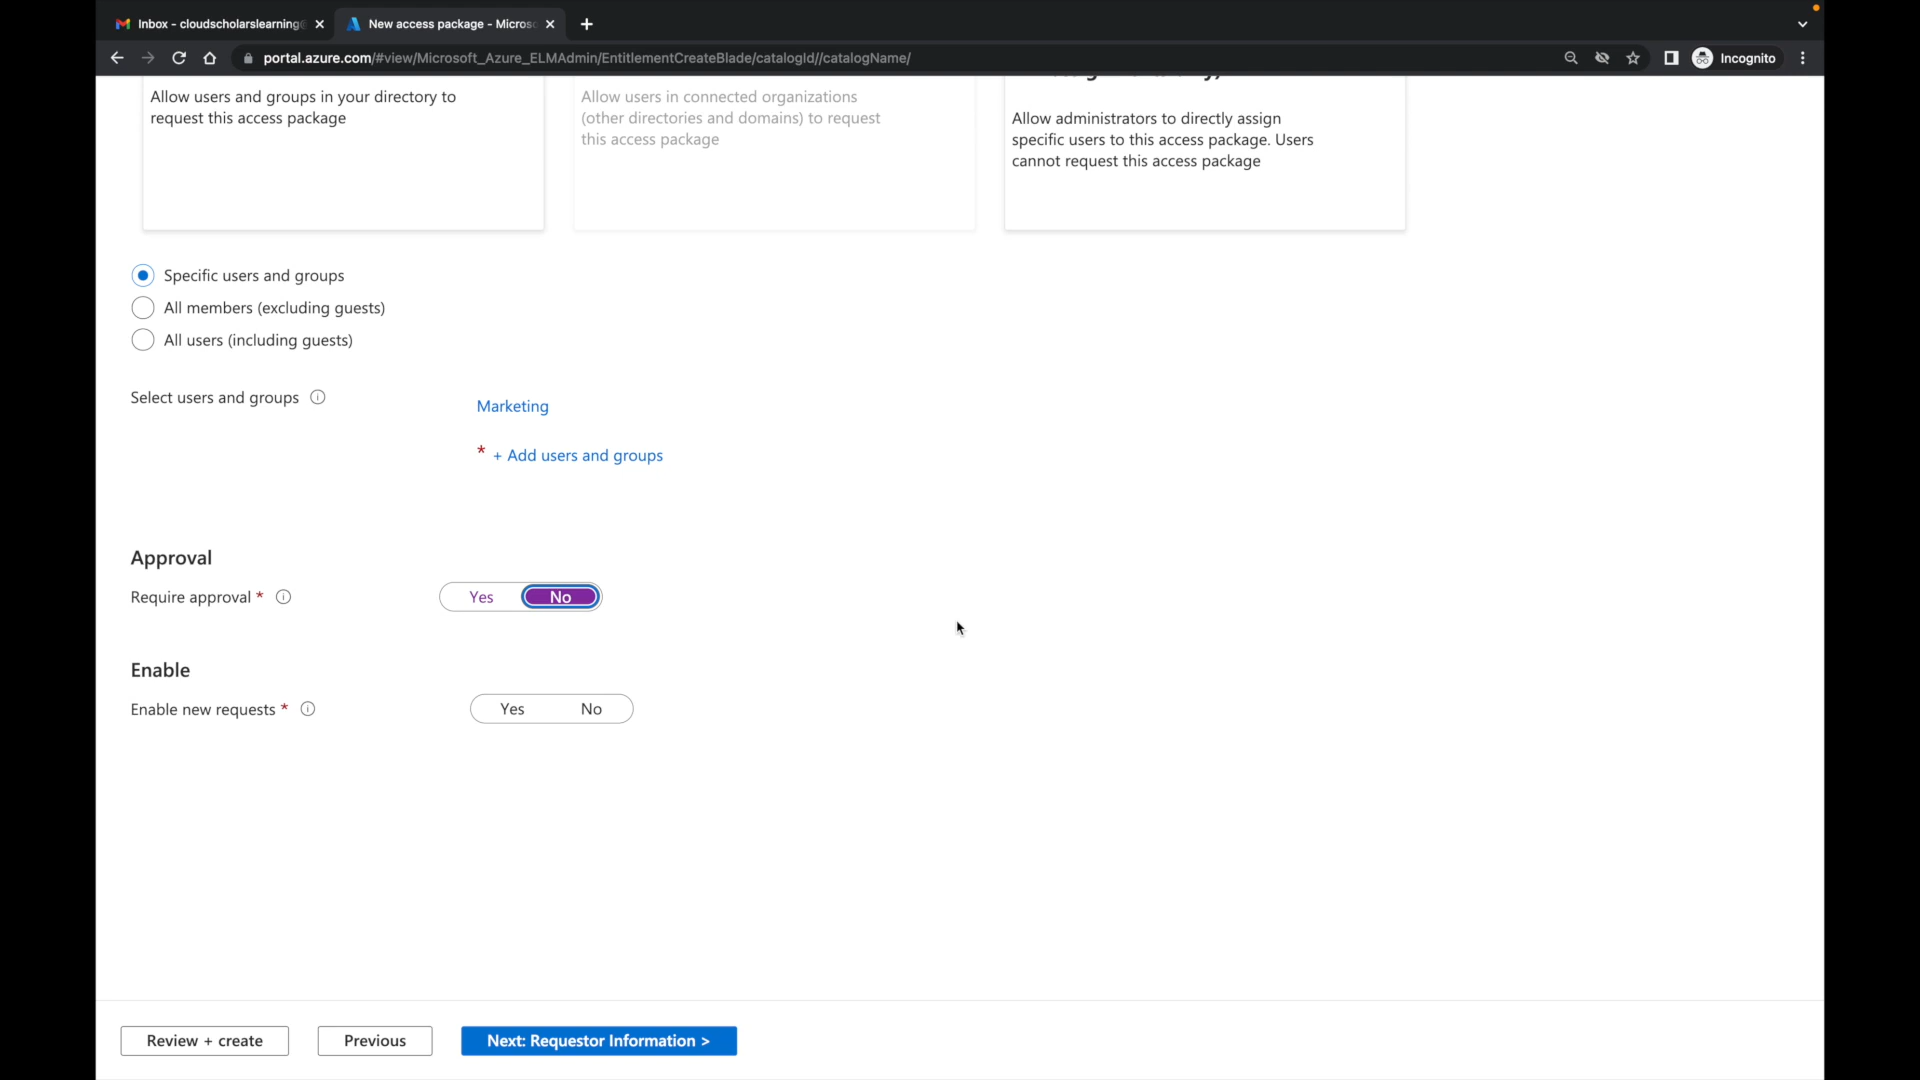 Inbox - cloudscholarslearning@
New access package - Micros
portal.azure.com/#view/Microsoft_Azure_ELMAdmin/EntitlementCreateBlade/catalogId//catalogName/
Incognito
Allow users and groups in your directory to
request this access package
Allow users in connected organizations
(other directories and domains) to request
this access package
Allow administrators to directly assign
specific users to this access package. Users
cannot request this access package
Specific users and groups
All members (excluding guests)
All users (including guests)
Select users and groups
Marketing
* + Add users and groups
Approval
Require approval *
Yes No
Enable
Enable new requests *
Yes No
Review + create
Previous
Next: Requestor Information >